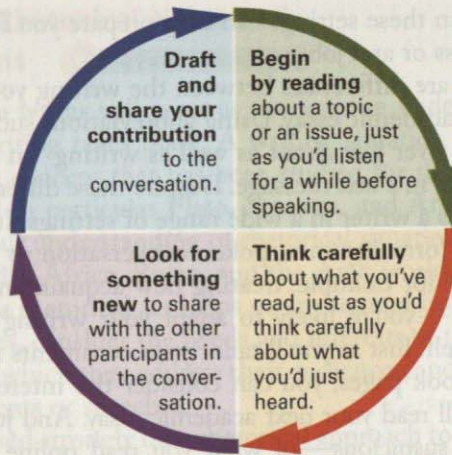 Draft
and
share your
contribution
to the
conversation.
Begin
by reading
about a topic
or an issue, just
as you'd listen
for a while before
speaking.
Look for
something
new to share
with the other
participants in
the conver-
sation.
Think carefully
about what you've
read, just as you'd
think carefully
about what
you'd just
heard.